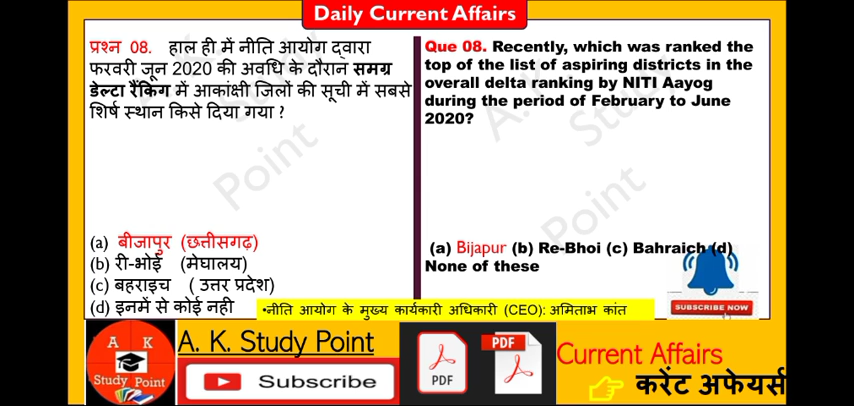 Daily Current Affairs
प्रश्न 08. हाल ही में नीति आयोग द्वारा
फरवरी जून 2020 की अवधि के दौरान समग्र
डेल्टा रैंकिंग में आकांक्षी जिलों की सूची में सबसे
शिर्ष स्थान किसे दिया गया ?
(a) बीजापुर (छत्तीसगढ़)
(b) री-भोई (मेघालय)
(c) बहराइच ( उत्तर प्रदेश)
(d) इनमें से कोई नही
Que 08. Recently, which was ranked the
top of the list of aspiring districts in the
overall delta ranking by NITI Aayog
during the period of February to June
2020?
(a) Bijapur (b) Re-Bhoi (c) Bahraich (d)
None of these
SUBSCRIBE NOW
•नीति आयोग के मुख्य कार्यकारी अधिकारी (CEO): अमिताभ कांत
A K
Study Point
A. K. Study Point
Subscribe
PDF
PDF
Current Affairs
करेंट अफेयर्स
A. K. Study Point
A. K. Study Point